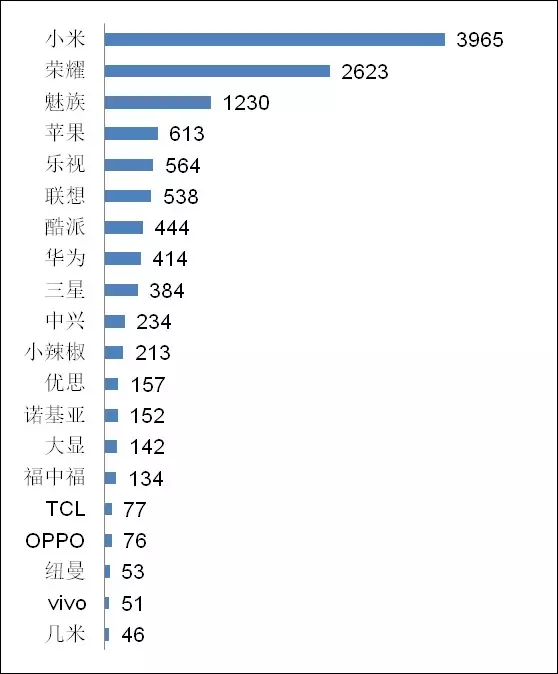 小米 3965
荣耀 2623
魅族 1230
苹果 613
乐视 564
联想 538
酷派 444
华为 414
三星 384
中兴 234
小辣椒 213
优思 157
诺基亚 152
大显 142
福中福 134
TCL 77
OPPO 76
纽曼 53
vivo 51
几米 46